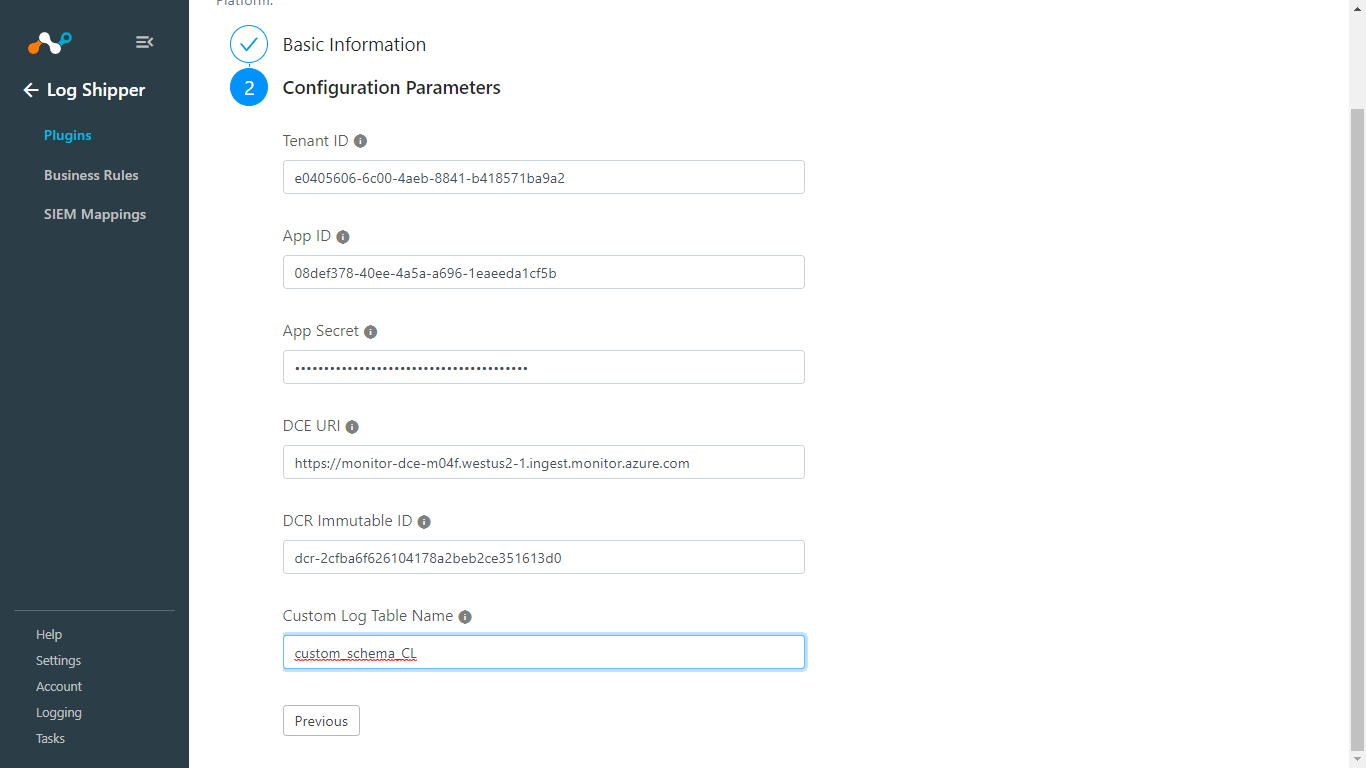 Platform.
Log Shipper
Plugins
Business Rules
SIEM Mappings
Help
Settings
Account
Logging
Tasks
Basic Information
2 Configuration Parameters
Tenant ID
e0405606-6c00-4aeb-8841-b418571ba9a2
App ID
08def378-40ee-4a5a-a696-1eaeeda1cf5b
App Secret
••••••••••••••••••••••••••••••••••••••••
DCE URI
https://monitor-dce-m04f.westus2-1.ingest.monitor.azure.com
DCR Immutable ID
dcr-2cfba6f626104178a2beb2ce351613d0
Custom Log Table Name
custom_schema_CL
Previous